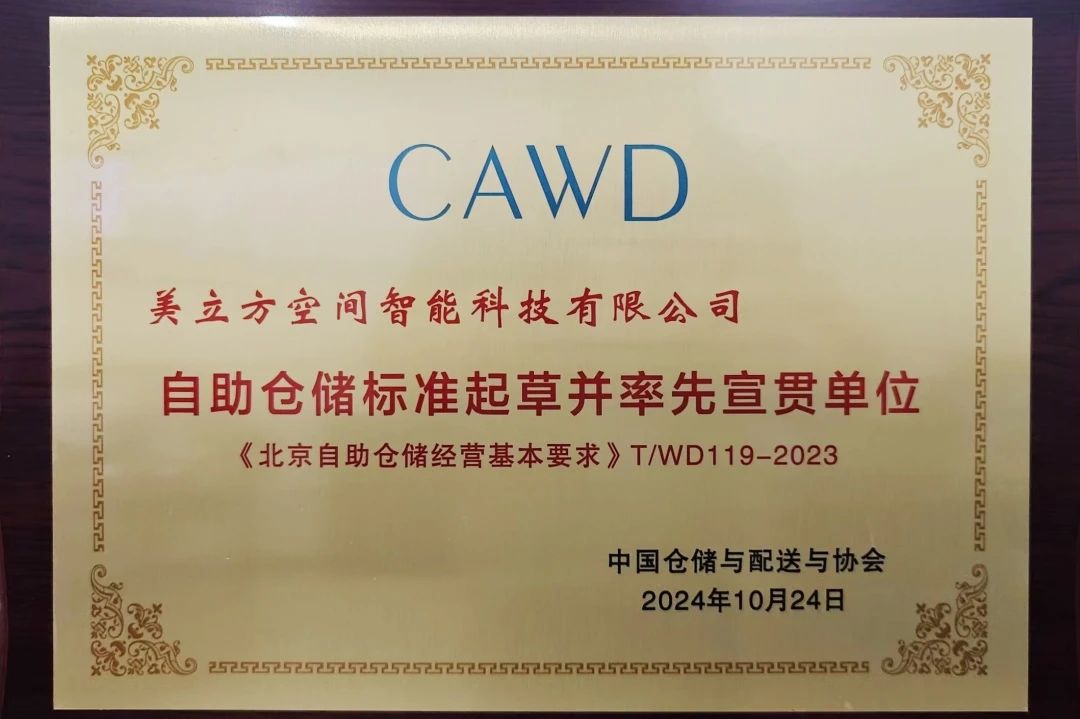 CAWD
美立方空间智能科技有限公司
自助仓储标准起草并率先宣贯单位
《北京自助仓储经营基本要求》T/WD119-2023
中国仓储与配送与协会
2024年10月24日